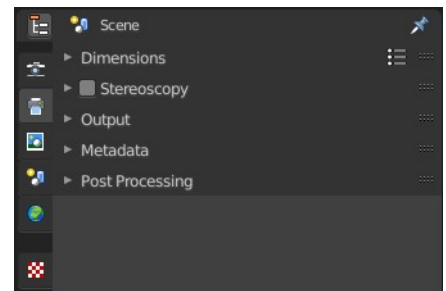 Scene
Dimensions
Stereoscopy
Output
Metadata
Post Processing